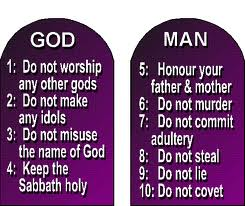 GOD
1: Do not worship
any other gods
2: Do not make
any idols
3: Do not misuse
the name of God
4: Keep the
Sabbath holy
MAN
5: Honour your
father & mother
6: Do not murder
7: Do not commit
adultery
8: Do not steal
9: Do not lie
10: Do not covet